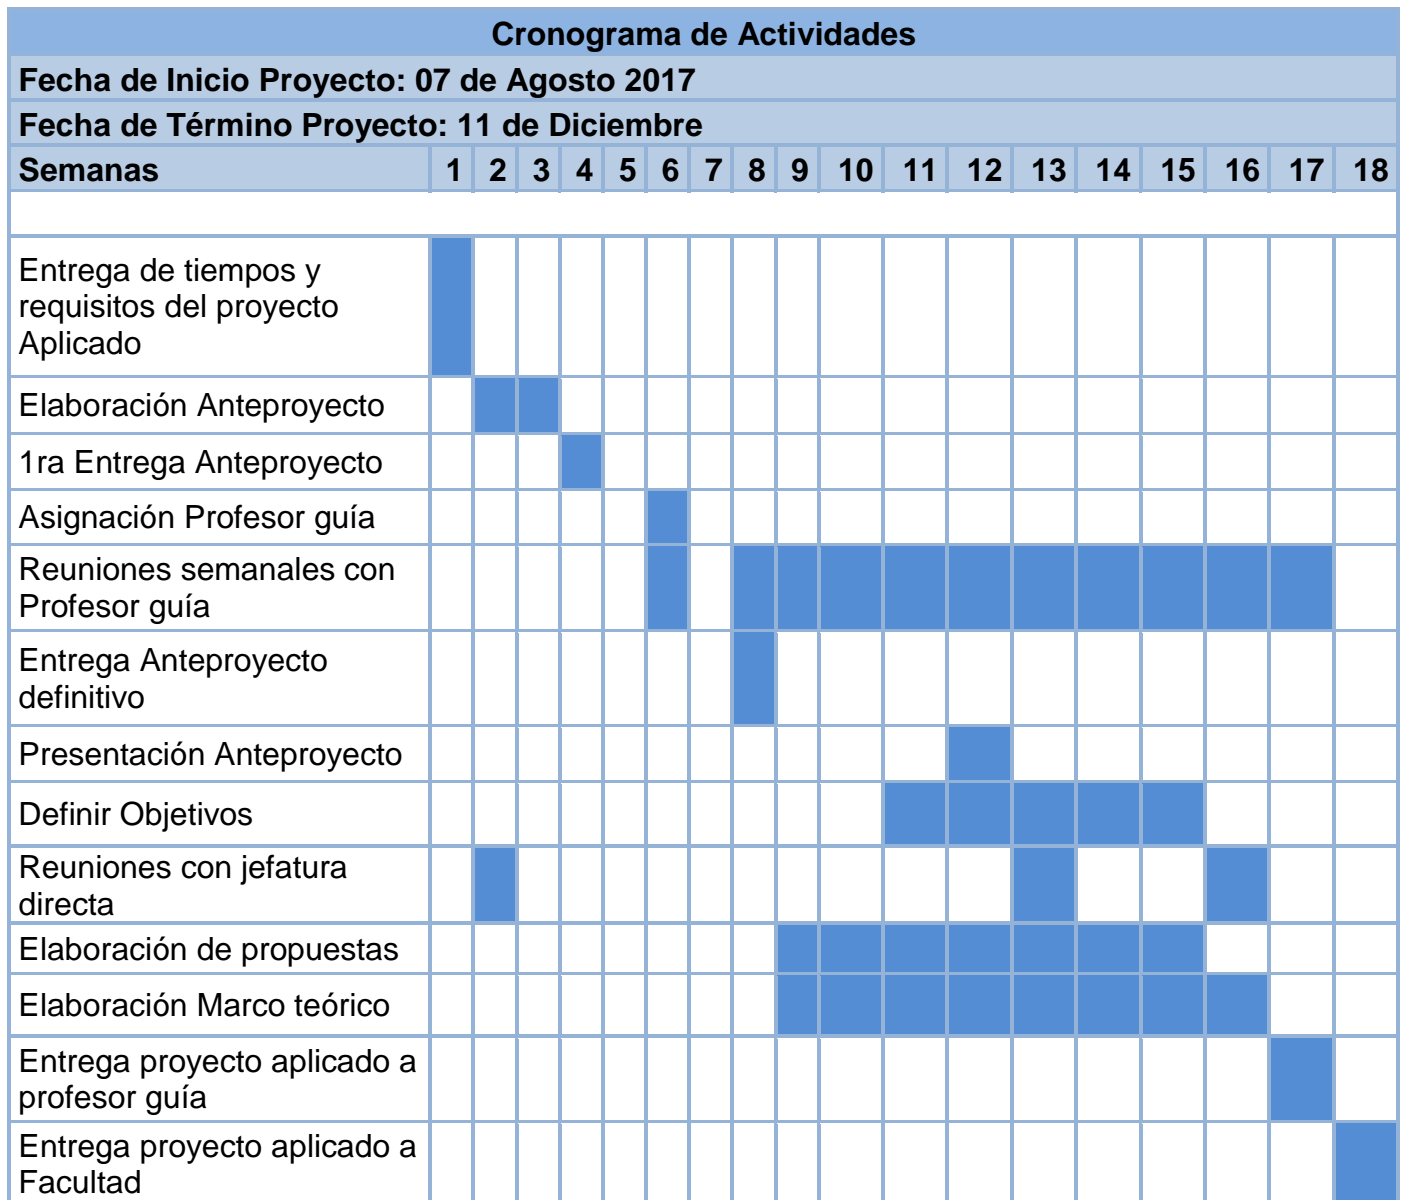 Cronograma de Actividades
Fecha de Inicio Proyecto: 07 de Agosto 2017
Fecha de Término Proyecto: 11 de Diciembre
Semanas 1 2 3 4 5 6 7 8 9 10 11 12 13 14 15 16 17 18
Entrega de tiempos y
requisitos del proyecto
Aplicado
Elaboración Anteproyecto
1ra Entrega Anteproyecto
Asignación Profesor guía
Reuniones semanales con
Profesor guía
Entrega Anteproyecto
definitivo
Presentación Anteproyecto
Definir Objetivos
Reuniones con jefatura
directa
Elaboración de propuestas
Elaboración Marco teórico
Entrega proyecto aplicado a
profesor guía
Entrega proyecto aplicado a
Facultad